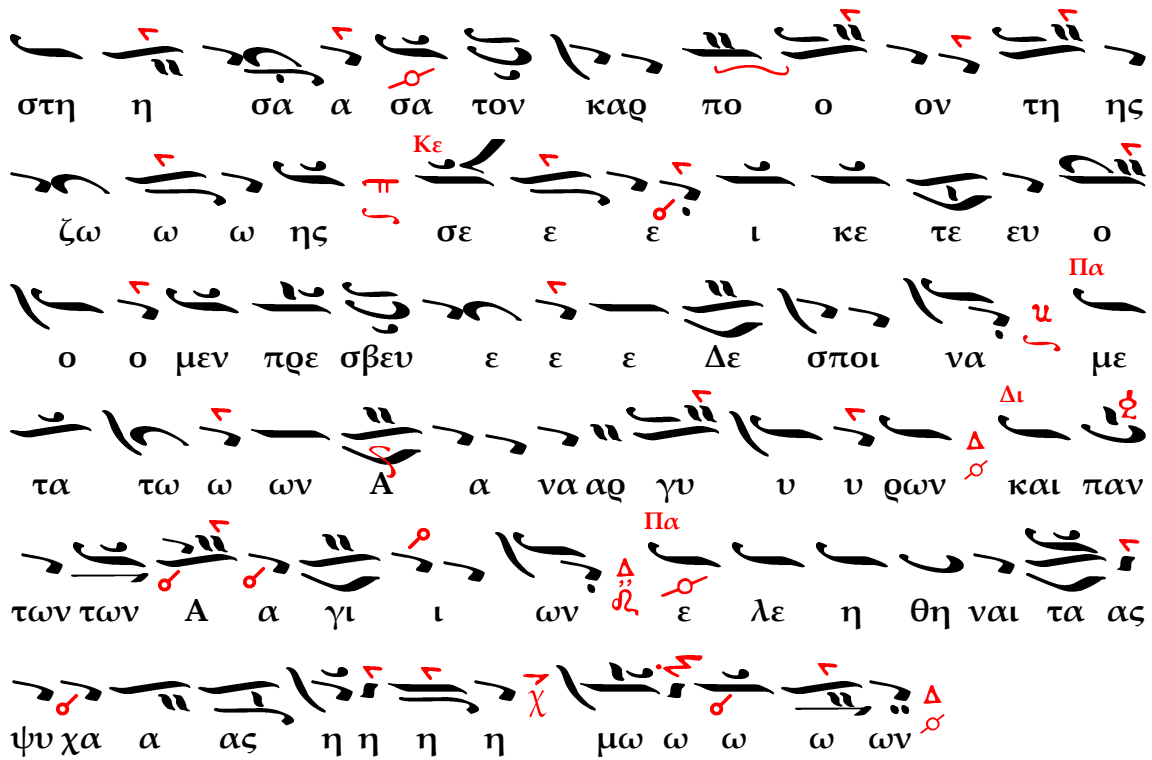 στη η σα α σα τον καρ πο ο ον τη ης
Κε
ζω ω ω ης σε ε ε ι κε τε ευ ο
Πα
ο ο μεν πρε σβευ ε ε ε Δε σποι να με
Δι
τα τω ω ων Α α να αρ γυ υ υ ρων και παν
Πα
των των Α α γι ι ων ε λε η θη ναι τα ας
ψυ χα α ας η η η η μω ω ω ω ων